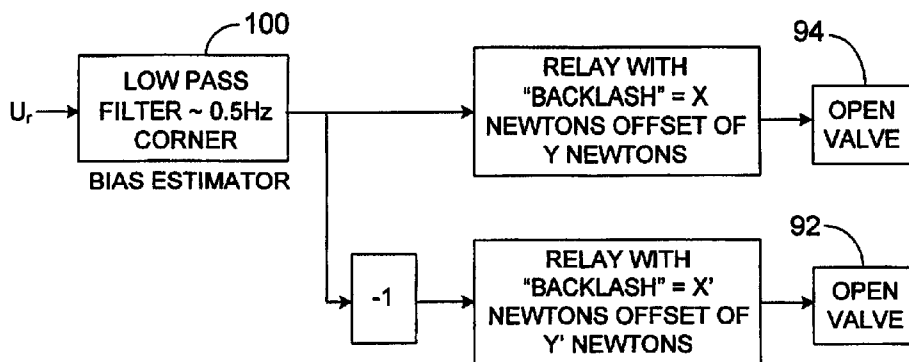 100
LOW PASS
FILTER ~ 0.5Hz
CORNER
Ur
BIAS ESTIMATOR
RELAY WITH
“BACKLASH” = X
NEWTONS OFFSET OF
Y NEWTONS
94
OPEN
VALVE
-1
RELAY WITH
“BACKLASH” = X'
NEWTONS OFFSET OF
Y' NEWTONS
92
OPEN
VALVE